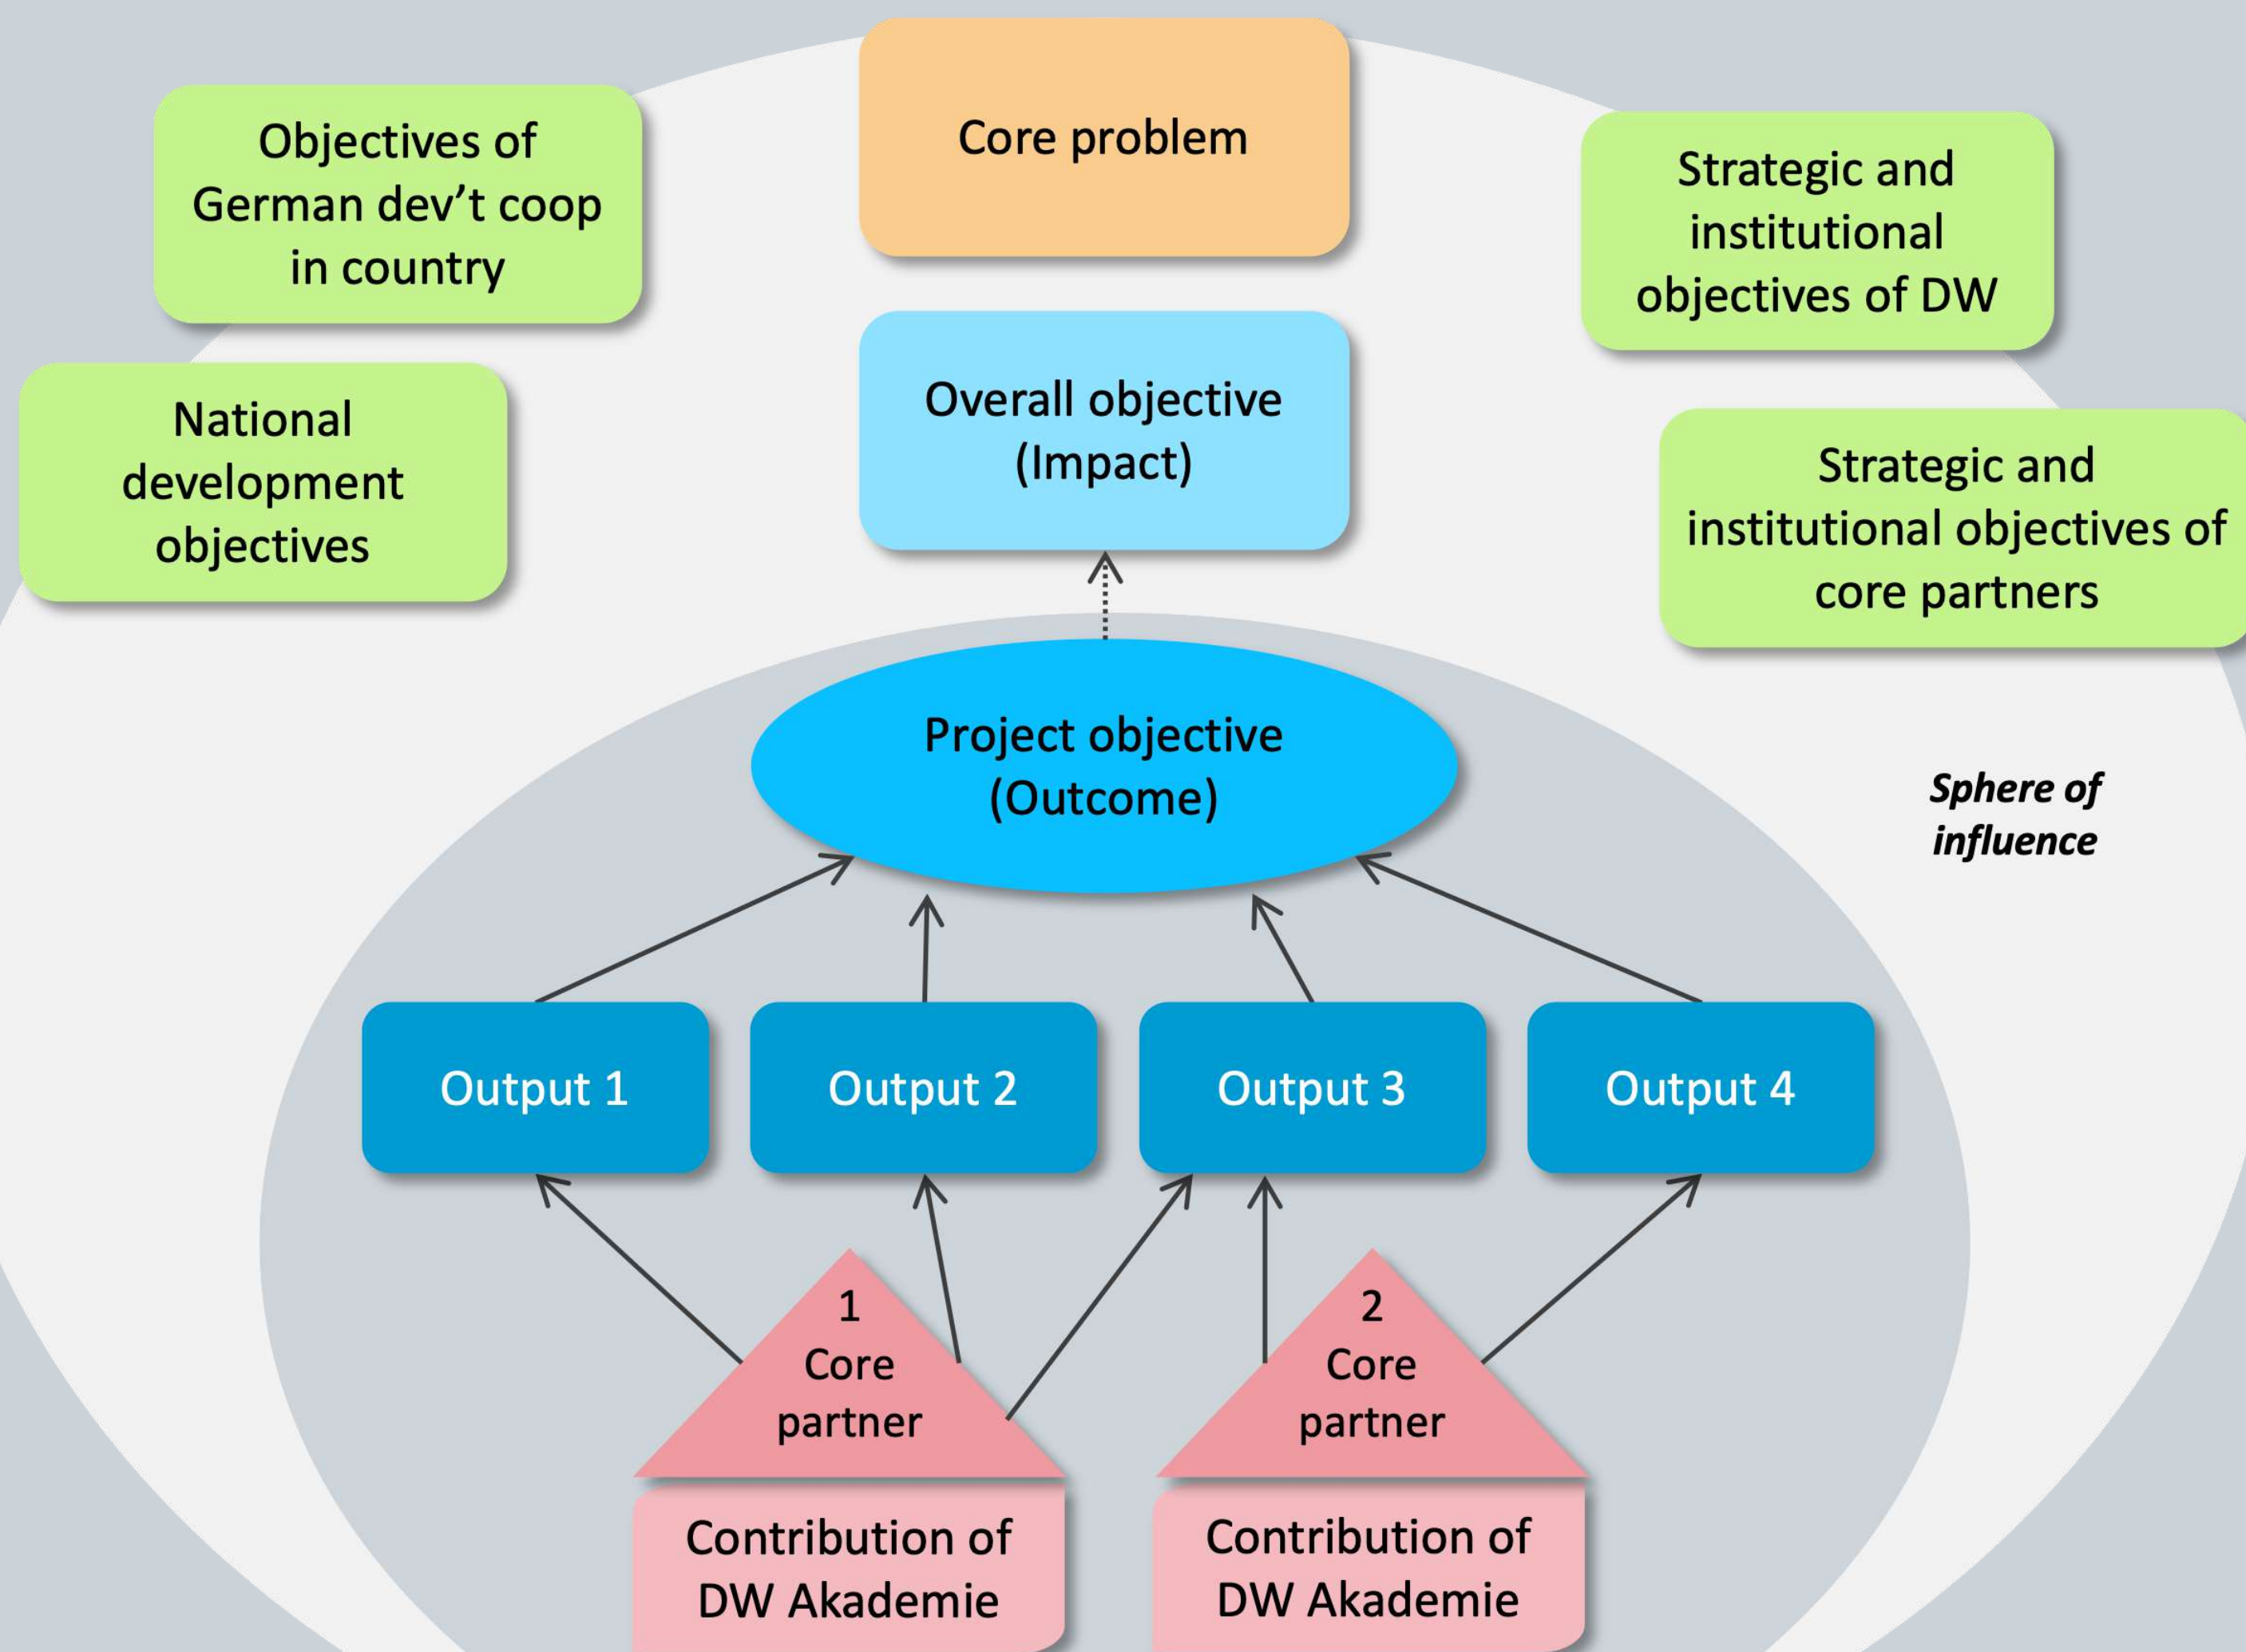 Core problem
Objectives of
German dev’t coop
in country
Strategic and
institutional
objectives of DW
National
development
objectives
Overall objective
(Impact)
Strategic and
institutional objectives of
core partners
Project objective
(Outcome)
Sphere of
influence
Output 1
Output 2
Output 3
Output 4
1
Core
partner
2
Core
partner
Contribution of
DW Akademie
Contribution of
DW Akademie